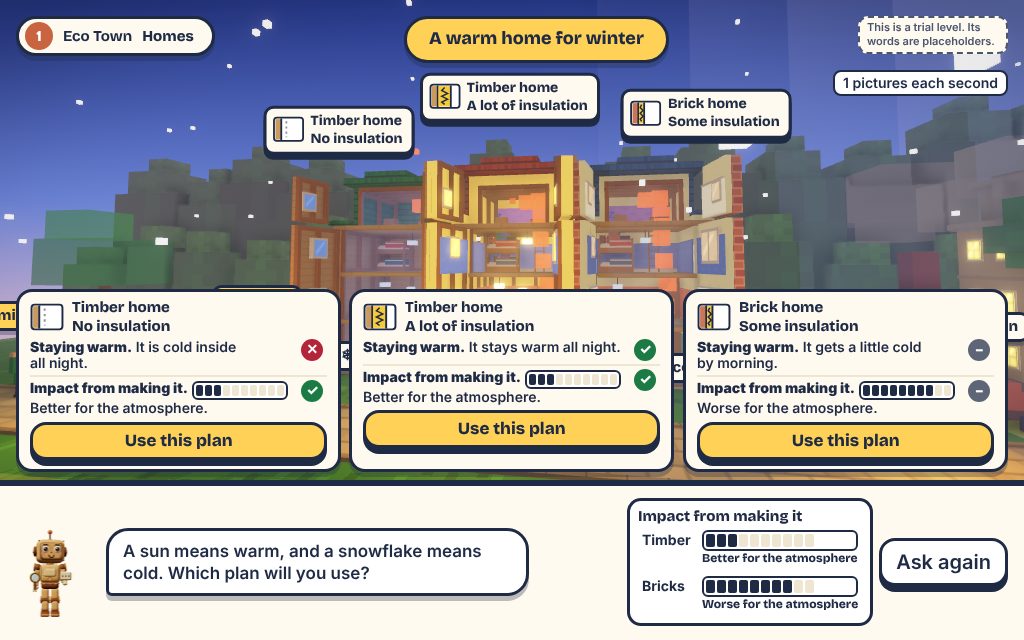 1 Eco Town Homes
A warm home for winter
This is a trial level. Its
words are placeholders.
1 pictures each second
Timber home
No insulation
Timber home
A lot of insulation
Brick home
Some insulation
Timber home
No insulation
Staying warm. It is cold inside
all night.
Impact from making it.
Better for the atmosphere.
Use this plan
Timber home
A lot of insulation
Staying warm. It stays warm all night.
Impact from making it.
Better for the atmosphere.
Use this plan
Brick home
Some insulation
Staying warm. It gets a little cold
by morning.
Impact from making it.
Worse for the atmosphere.
Use this plan
A sun means warm, and a snowflake means
cold. Which plan will you use?
Impact from making it
Timber
Better for the atmosphere
Bricks
Worse for the atmosphere
Ask again